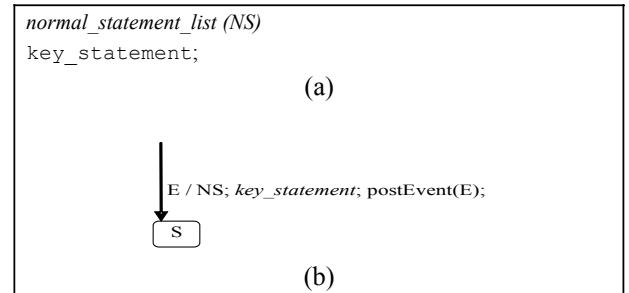 normal_statement_list (NS)
key_statement;
(a)
E / NS; key_statement; postEvent(E);
S
(b)